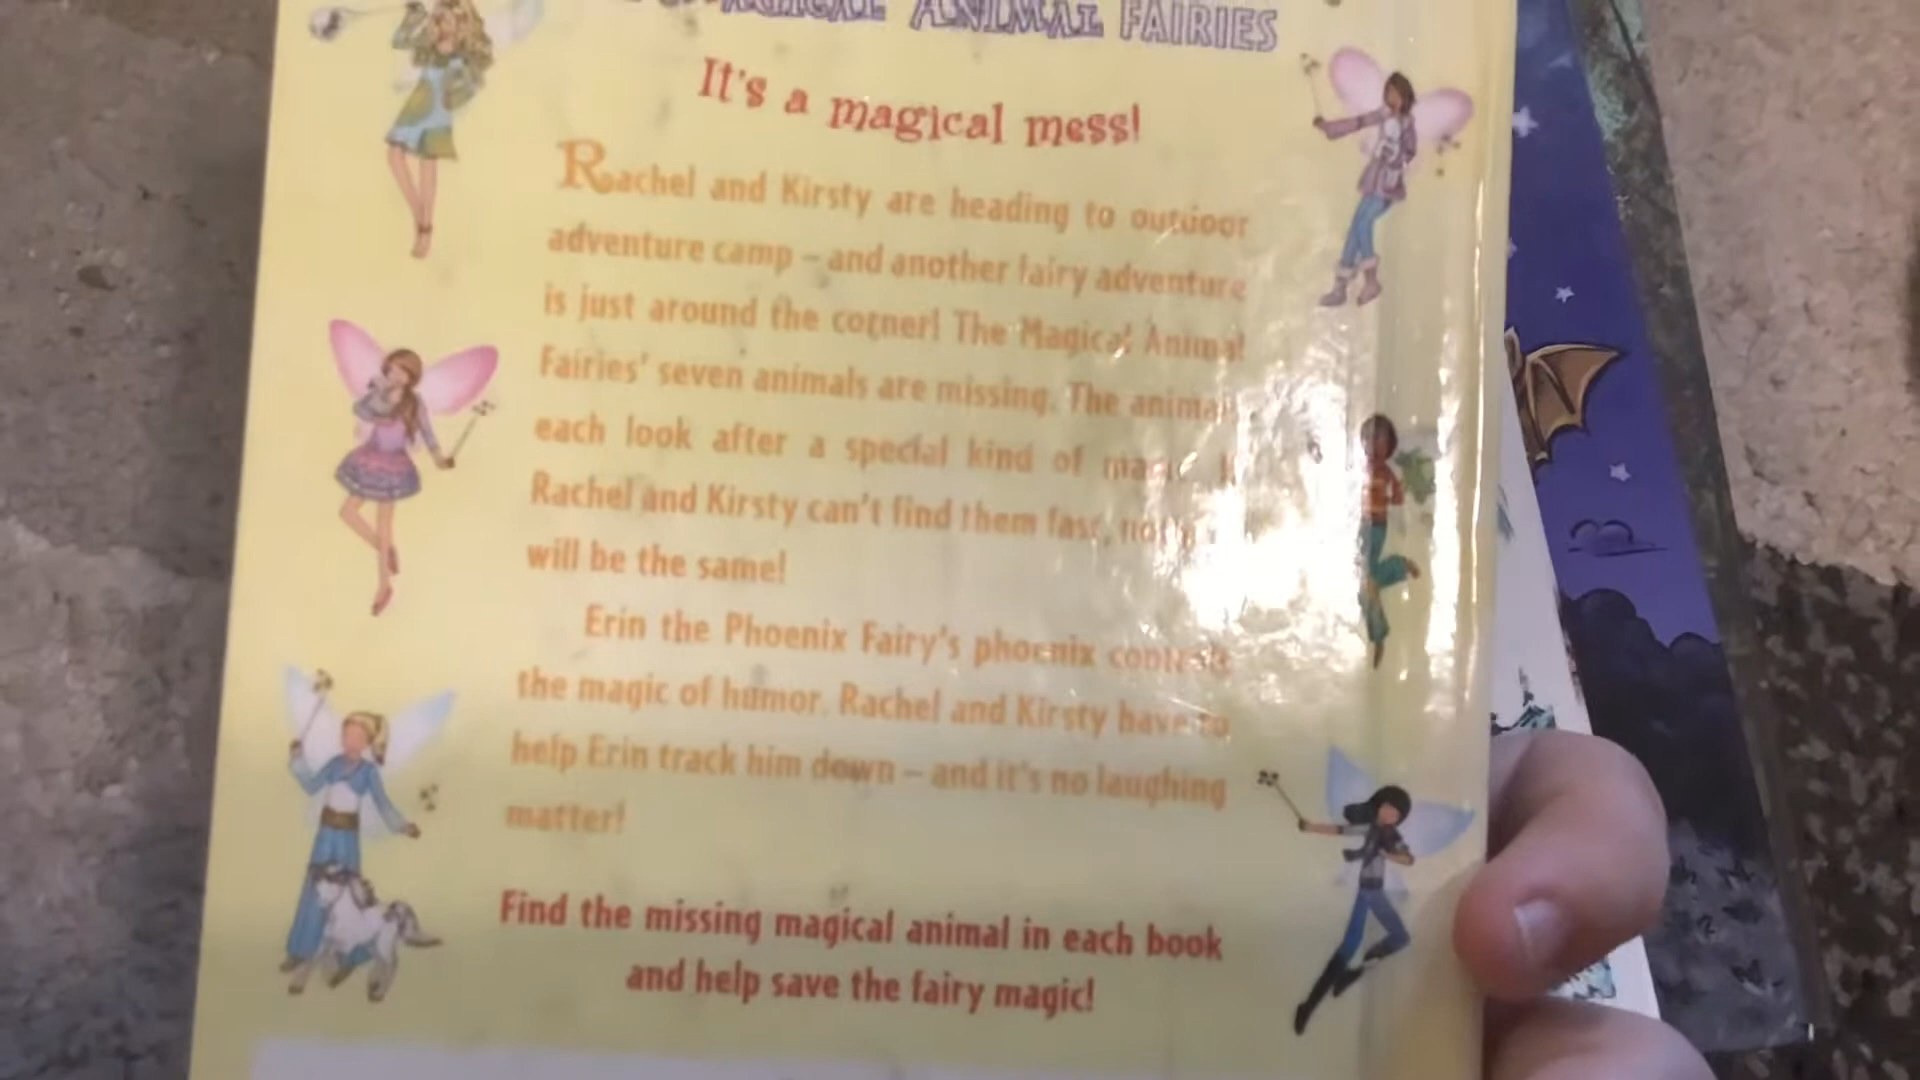 MAGICAL ANIMAL FAIRIES
It's a magical mess!
Rachel and Kirsty are heading to outdoor
adventure camp – and another fairy adventure
is just around the corner! The Magical Animal
Fairies' seven animals are missing. The
each look after a special kind of
Rachel and Kirsty can't find them fast,
will be the same!
Erin the Phoenix Fairy's phoenix controls
the magic of humor. Rachel and Kirsty have to
help Erin track him down – and it's no laughing
matter!
Find the missing magical animal in each book
and help save the fairy magic!